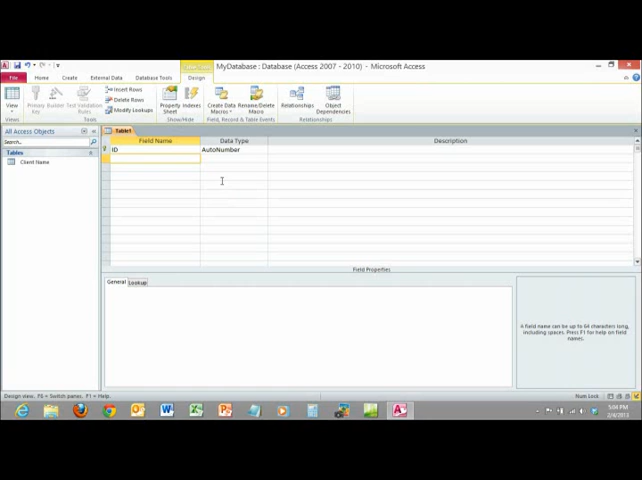 MyDatabase : Database (Access 2007 - 2010) - Microsoft Access
File Home Create External Data Database Tools Design
View Primary Key Builder Test Validation Rules
Insert Rows
Delete Rows
Modify Lookups
Property Sheet Indexes
Create Data Macros Rename/Delete Macro
Relationships Object Dependencies
Views Tools Show/Hide Field, Record & Table Events Relationships
All Access Objects
Search...
Tables
Client Name
Table1
Field Name Data Type Description
ID AutoNumber
Field Properties
General Lookup
A field name can be up to 64 characters long,
including spaces. Press F1 for help on field
names.
Design view. F6 = Switch panes. F1 = Help.
Num Lock
5:04 PM